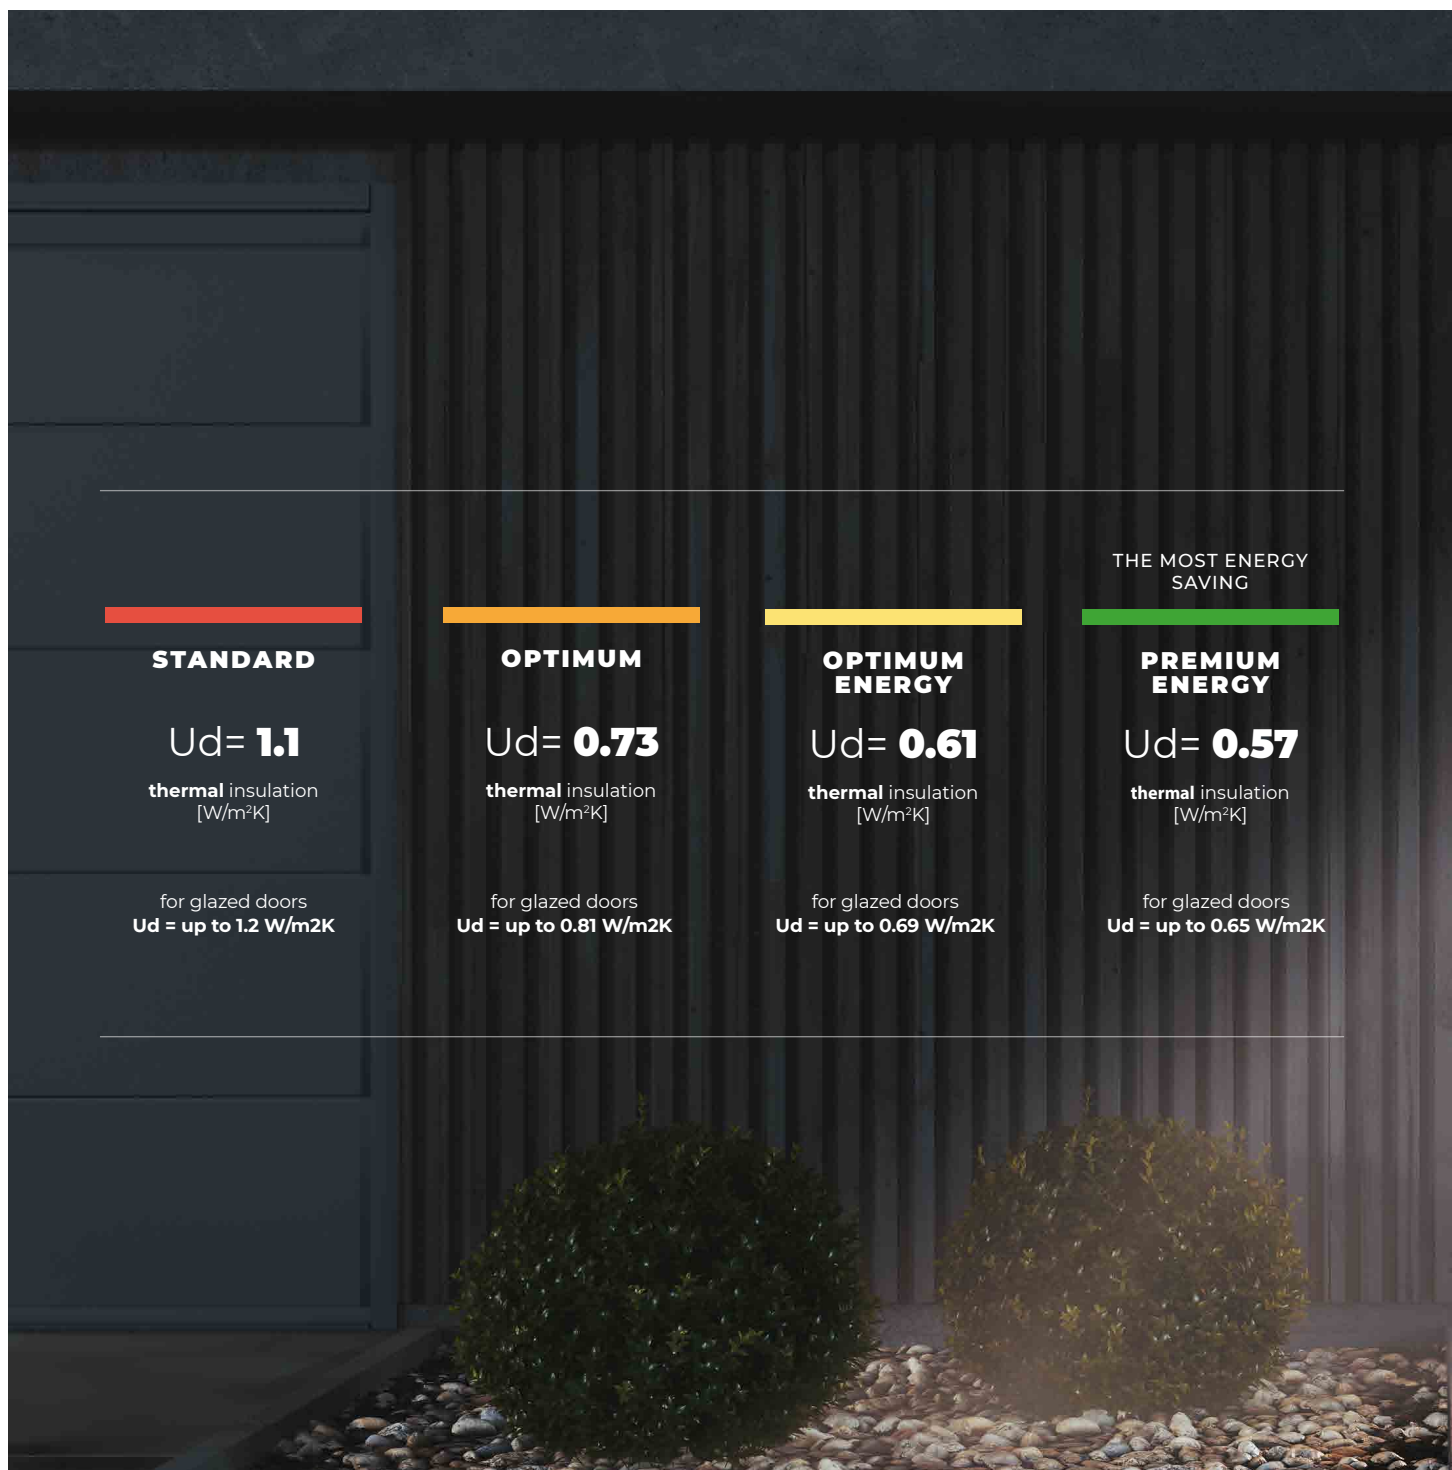 STANDARD
Ud= 1.1
thermal insulation
[W/m²K]
for glazed doors
Ud = up to 1.2 W/m2K
OPTIMUM
Ud= 0.73
thermal insulation
[W/m²K]
for glazed doors
Ud = up to 0.81 W/m2K
OPTIMUM
ENERGY
Ud= 0.61
thermal insulation
[W/m²K]
for glazed doors
Ud = up to 0.69 W/m2K
THE MOST ENERGY
SAVING
PREMIUM
ENERGY
Ud= 0.57
thermal insulation
[W/m²K]
for glazed doors
Ud = up to 0.65 W/m2K